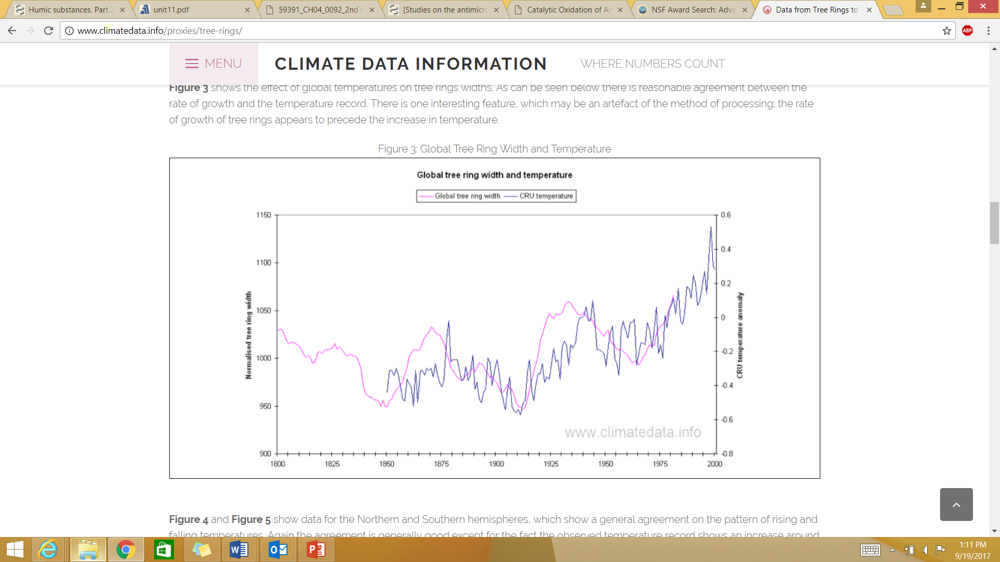 Humic substances. Part 2
unit11.pdf
59391_CH04_0092_2nd r
[Studies on the antimicro
Catalytic Oxidation of Ar
NSF Award Search: Adva
Data from Tree Rings to
www.climatedata.info/proxies/tree-rings/
ABP
MENU
CLIMATE DATA INFORMATION
WHERE NUMBERS COUNT
Figure 3 shows the effect of global temperatures on tree rings widths. As can be seen below there is reasonable agreement between the
rate of growth and the temperature record. There is one interesting feature, which may be an artefact of the method of processing; the rate
of growth of tree rings appears to precede the increase in temperature.
Figure 3: Global Tree Ring Width and Temperature
Global tree ring width and temperature
Global tree ring width CRU temperature
1150
1100
1050
1000
950
900
Normalised tree ring width
0.6
0.4
0.2
0
-0.2
-0.4
-0.6
-0.8
CRU temperature anomaly
www.climatedata.info
1800 1825 1850 1875 1900 1925 1950 1975 2000
Figure 4 and Figure 5 show data for the Northern and Southern hemispheres, which show a general agreement on the pattern of rising and
falling temperatures. Again the agreement is generally good except for the fact the observed temperature record shows an increase around
1:11 PM
9/19/2017